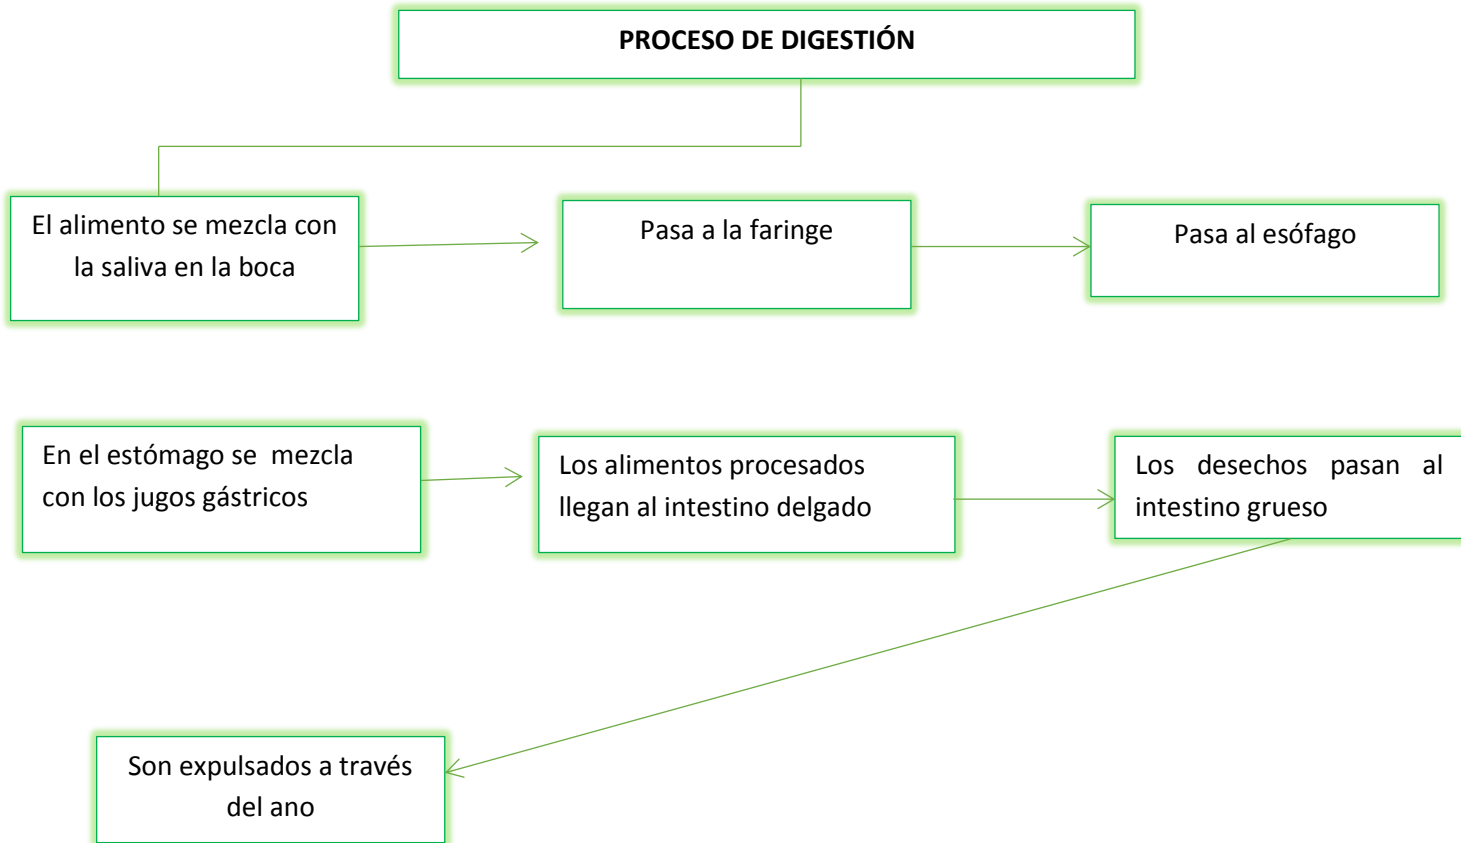 PROCESO DE DIGESTIÓN
El alimento se mezcla con
la saliva en la boca
Pasa a la faringe
Pasa al esófago
En el estómago se mezcla
con los jugos gástricos
Los alimentos procesados
llegan al intestino delgado
Los desechos pasan al
intestino grueso
Son expulsados a través
del ano